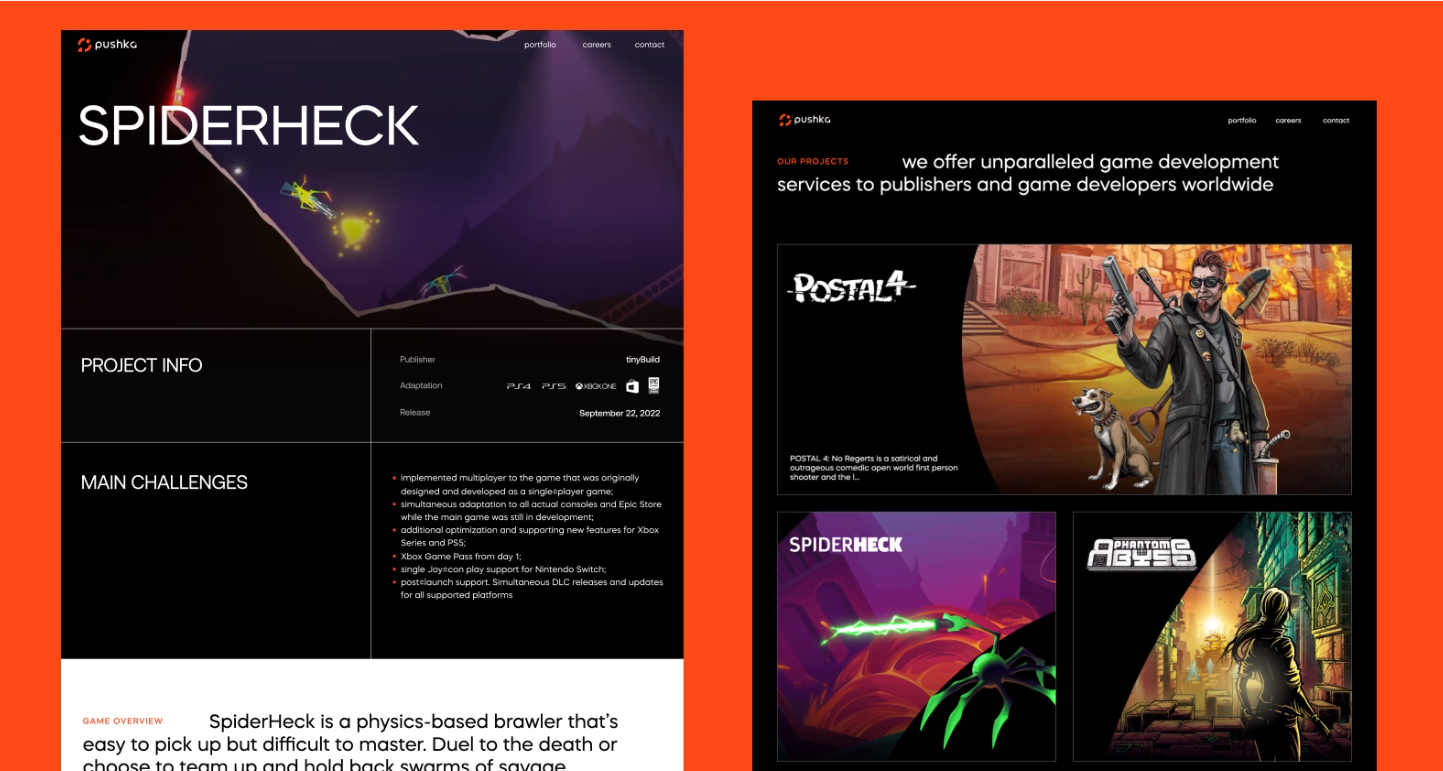 pushka
portfolio careers contact
SPIDERHECK
PROJECT INFO
Publisher tinyBuild
Adaptation PS4 PS5 XBOX ONE EPIC GAMES
Release September 22, 2022
MAIN CHALLENGES
implemented multiplayer to the game that was originally
designed and developed as a single‡player game;
simultaneous adaptation to all actual consoles and Epic Store
while the main game was still in development;
additional optimization and supporting new features for Xbox
Series and PS5;
Xbox Game Pass from day 1;
single Joy‡con play support for Nintendo Switch;
post‡launch support. Simultaneous DLC releases and updates
for all supported platforms
GAME OVERVIEW SpiderHeck is a physics-based brawler that's
easy to pick up but difficult to master. Duel to the death or
choose to team up and hold back swarms of savage
pushka
portfolio careers contact
OUR PROJECTS we offer unparalleled game development
services to publishers and game developers worldwide
POSTAL4
POSTAL 4: No Regerts is a satirical and
outrageous comedic open world first person
shooter and the l...
SPIDERHECK
PHANTOM
ABYSS